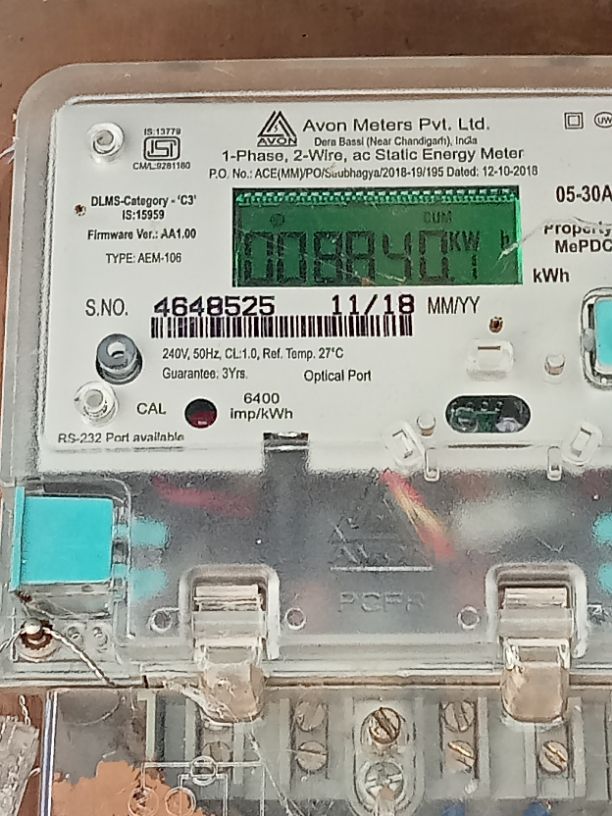 IS:13779
ISI
CM/L:9281180
AVON
Avon Meters Pvt. Ltd.
Dera Bassi (Near Chandigarh), India
1-Phase, 2-Wire, ac Static Energy Meter
P.O. No.: ACE(MM)/PO/Saubhagya/2018-19/195 Dated: 12-10-2018
DLMS-Category - 'C3'
IS:15959
Firmware Ver.: AA1.00
TYPE: AEM-106
CUM
KW h
05-30A
Property
MePDC
kWh
S.NO. 4648525 11/18 MM/YY
240V, 50Hz, CL:1.0, Ref. Temp. 27°C
Guarantee: 3Yrs. Optical Port
CAL
6400
imp/kWh
RS-232 Port available
AVON